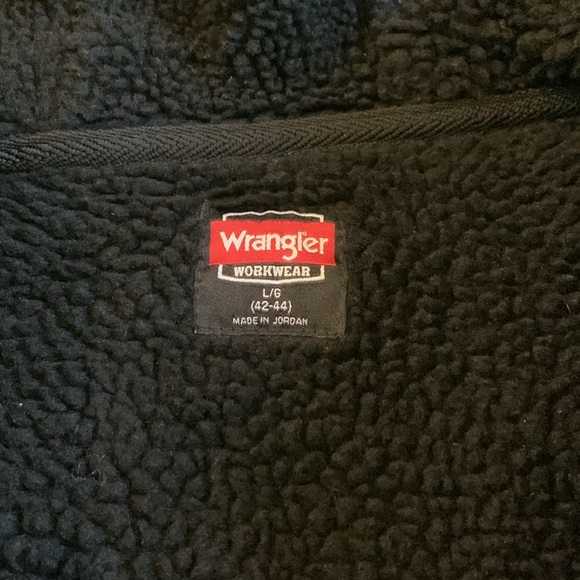 Wrangler
WORKWEAR
L/G
(42-44)
MADE IN JORDAN